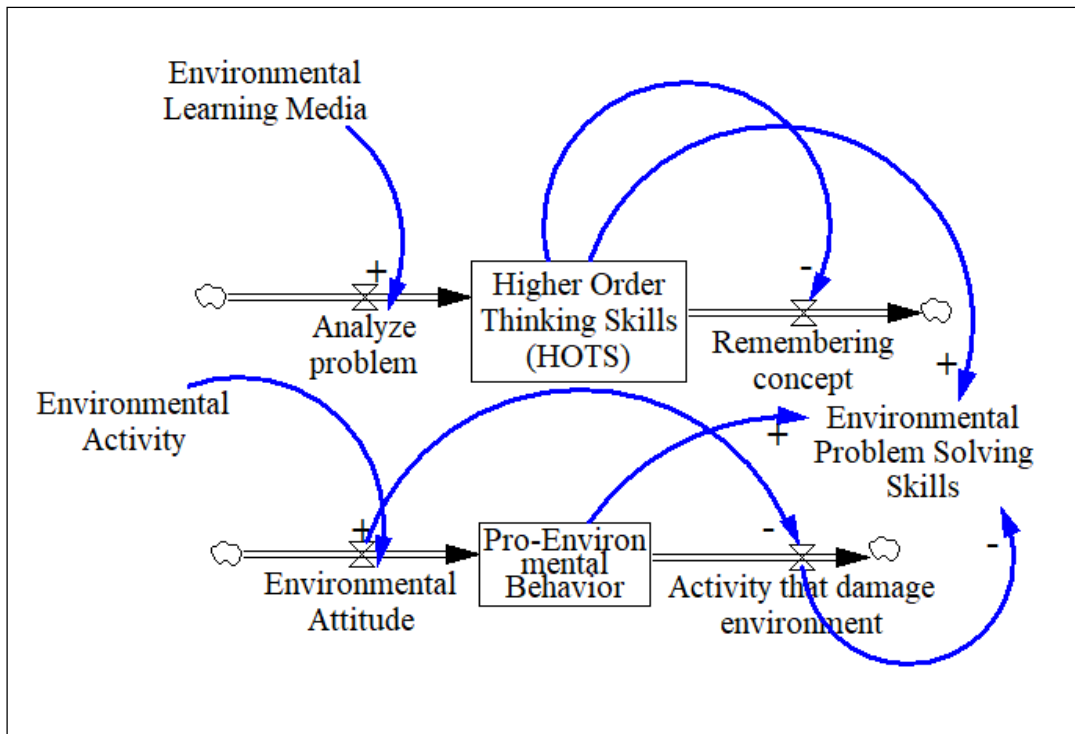 Environmental
Learning Media
+
-
Higher Order
Thinking Skills
(HOTS)
Analyze
problem
Remembering
concept
+
Environmental
Activity
Environmental
Problem Solving
Skills
+
+
-
-
Pro-Environ
mental
Behavior
Environmental
Attitude
Activity that damage
environment